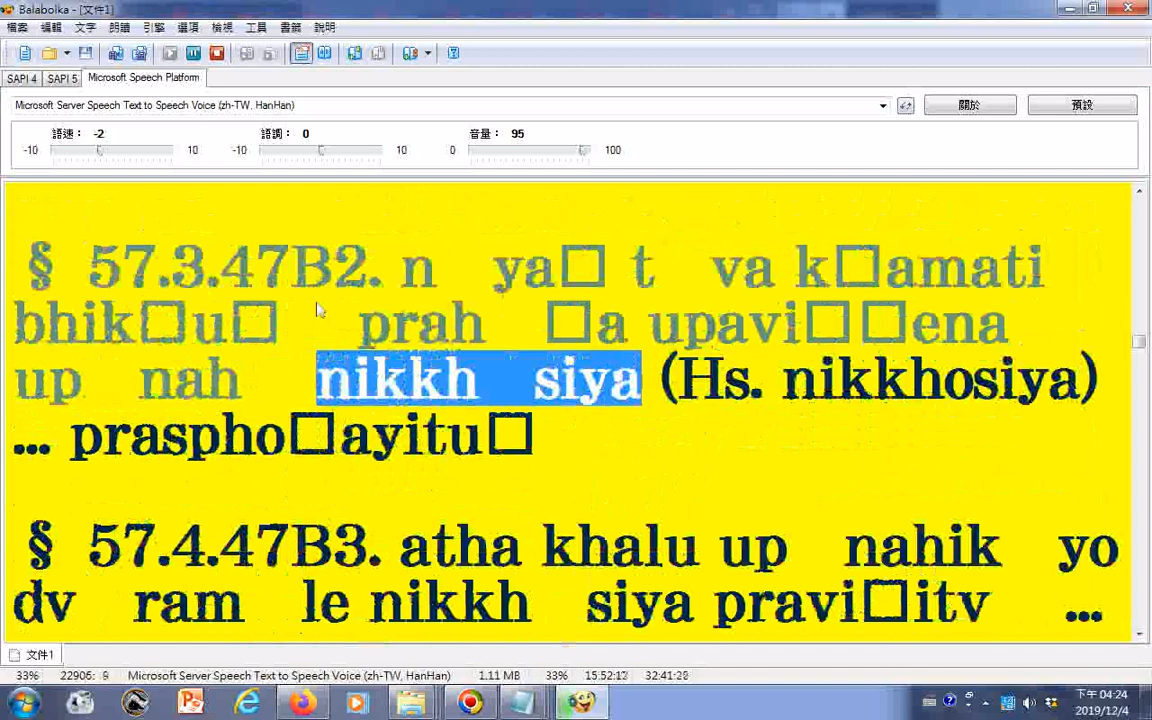 Balabolka - [文件1]
檔案 編輯 文字 朗讀 引擎 選項 檢視 工具 書籤 說明
SAPI 4 SAPI 5 Microsoft Speech Platform
Microsoft Server Speech Text to Speech Voice (zh-TW, HanHan) 關於 預設
語速： -2 語調： 0 音量： 95
-10 10 -10 10 0 100
§ 57.3.47B2. n ya□ t va k□amati
bhik□u□ prah □a upavi□□ena
up nah nikkh siya (Hs. nikkhosiya)
... praspho□ayitu□
§ 57.4.47B3. atha khalu up nahik yo
dv ram le nikkh siya pravi□itv ...
文件1
33% 22906: 9 Microsoft Server Speech Text to Speech Voice (zh-TW, HanHan) 1.11 MB 33% 15:52:13 32:41:28
下午 04:24
2019/12/4